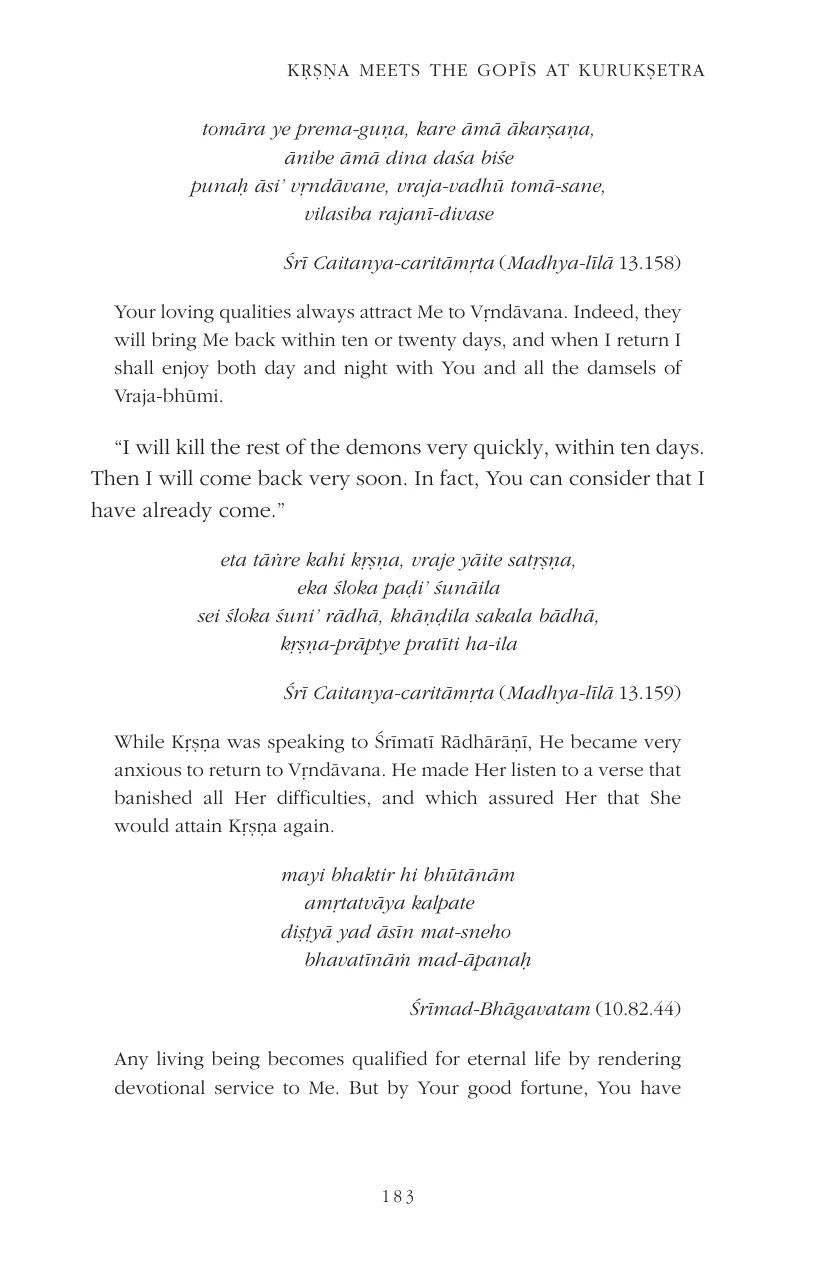 KṚṢṆA MEETS THE GOPĪS AT KURUKṢETRA
tomāra ye prema-guṇa, kare āmā ākarṣaṇa,
ānibe āmā dina daśa biśe
punaḥ āsi’ vṛndāvane, vraja-vadhū tomā-sane,
vilasiba rajanī-divase
Śrī Caitanya-caritāmṛta (Madhya-līlā 13.158)
Your loving qualities always attract Me to Vṛndāvana. Indeed, they
will bring Me back within ten or twenty days, and when I return I
shall enjoy both day and night with You and all the damsels of
Vraja-bhūmi.
“I will kill the rest of the demons very quickly, within ten days.
Then I will come back very soon. In fact, You can consider that I
have already come.”
eta tāṅre kahi kṛṣṇa, vraje yāite satṛṣṇa,
eka śloka paḍi’ śunāila
sei śloka śuni’ rādhā, khāṇḍila sakala bādhā,
kṛṣṇa-prāptye pratīti ha-ila
Śrī Caitanya-caritāmṛta (Madhya-līlā 13.159)
While Kṛṣṇa was speaking to Śrīmatī Rādhārāṇī, He became very
anxious to return to Vṛndāvana. He made Her listen to a verse that
banished all Her difficulties, and which assured Her that She
would attain Kṛṣṇa again.
mayi bhaktir hi bhūtānām
amṛtatvāya kalpate
diṣṭyā yad āsīn mat-sneho
bhavatīnāṁ mad-āpanaḥ
Śrīmad-Bhāgavatam (10.82.44)
Any living being becomes qualified for eternal life by rendering
devotional service to Me. But by Your good fortune, You have
183